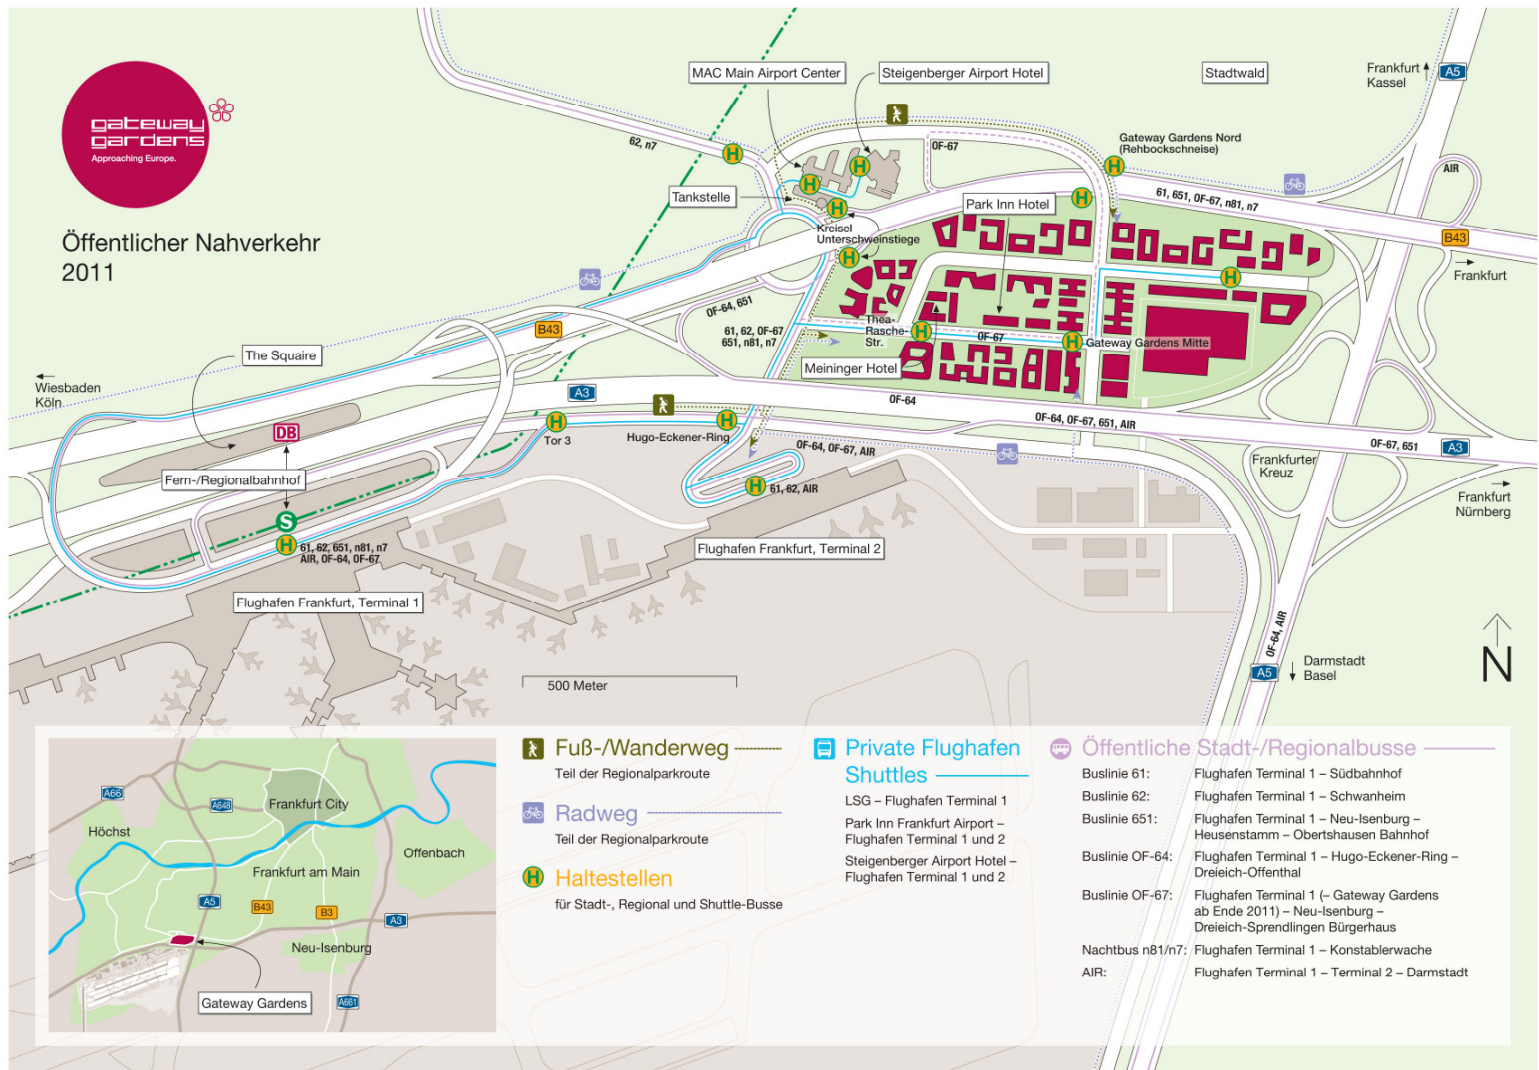 gateway
gardens
Approaching Europe.
Öffentlicher Nahverkehr
2011
MAC Main Airport Center
Steigenberger Airport Hotel
Stadtwald
Frankfurt
Kassel
A5
62, n7
H
OF-67
Gateway Gardens Nord
(Rehbockschneise)
H
AIR
H
H
Tankstelle
H
Park Inn Hotel
H
61, 651, OF-67, n81, n7
B43
Kreisel
Unterschweinstiege
H
Frankfurt
H
OF-64, 651
B43
61, 62, OF-67
651, n81, n7
Thea-
Rasche-
Str.
H
OF-67
H
Gateway Gardens Mitte
The Squaire
Meininger Hotel
Wiesbaden
Köln
A3
OF-64
DB
H
Tor 3
Hugo-Eckener-Ring
H
OF-64, OF-67, 651, AIR
OF-67, 651
A3
OF-64, OF-67, AIR
Frankfurter
Kreuz
Fern-/Regionalbahnhof
H
61, 62, AIR
Frankfurt
Nürnberg
S
H
61, 62, 651, n81, n7
AIR, OF-64, OF-67
Flughafen Frankfurt, Terminal 2
Flughafen Frankfurt, Terminal 1
OF-64, AIR
N
A5
Darmstadt
Basel
500 Meter
A66
A648
Frankfurt City
Höchst
Offenbach
Frankfurt am Main
A5
B43
B3
A3
Neu-Isenburg
Gateway Gardens
A661
Fuß-/Wanderweg
Teil der Regionalparkroute
Radweg
Teil der Regionalparkroute
H
Haltestellen
für Stadt-, Regional und Shuttle-Busse
Private Flughafen
Shuttles
LSG – Flughafen Terminal 1
Park Inn Frankfurt Airport –
Flughafen Terminal 1 und 2
Steigenberger Airport Hotel –
Flughafen Terminal 1 und 2
Öffentliche Stadt-/Regionalbusse
Buslinie 61: Flughafen Terminal 1 – Südbahnhof
Buslinie 62: Flughafen Terminal 1 – Schwanheim
Buslinie 651: Flughafen Terminal 1 – Neu-Isenburg –
Heusenstamm – Obertshausen Bahnhof
Buslinie OF-64: Flughafen Terminal 1 – Hugo-Eckener-Ring –
Dreieich-Offenthal
Buslinie OF-67: Flughafen Terminal 1 (– Gateway Gardens
ab Ende 2011) – Neu-Isenburg –
Dreieich-Sprendlingen Bürgerhaus
Nachtbus n81/n7: Flughafen Terminal 1 – Konstablerwache
AIR: Flughafen Terminal 1 – Terminal 2 – Darmstadt